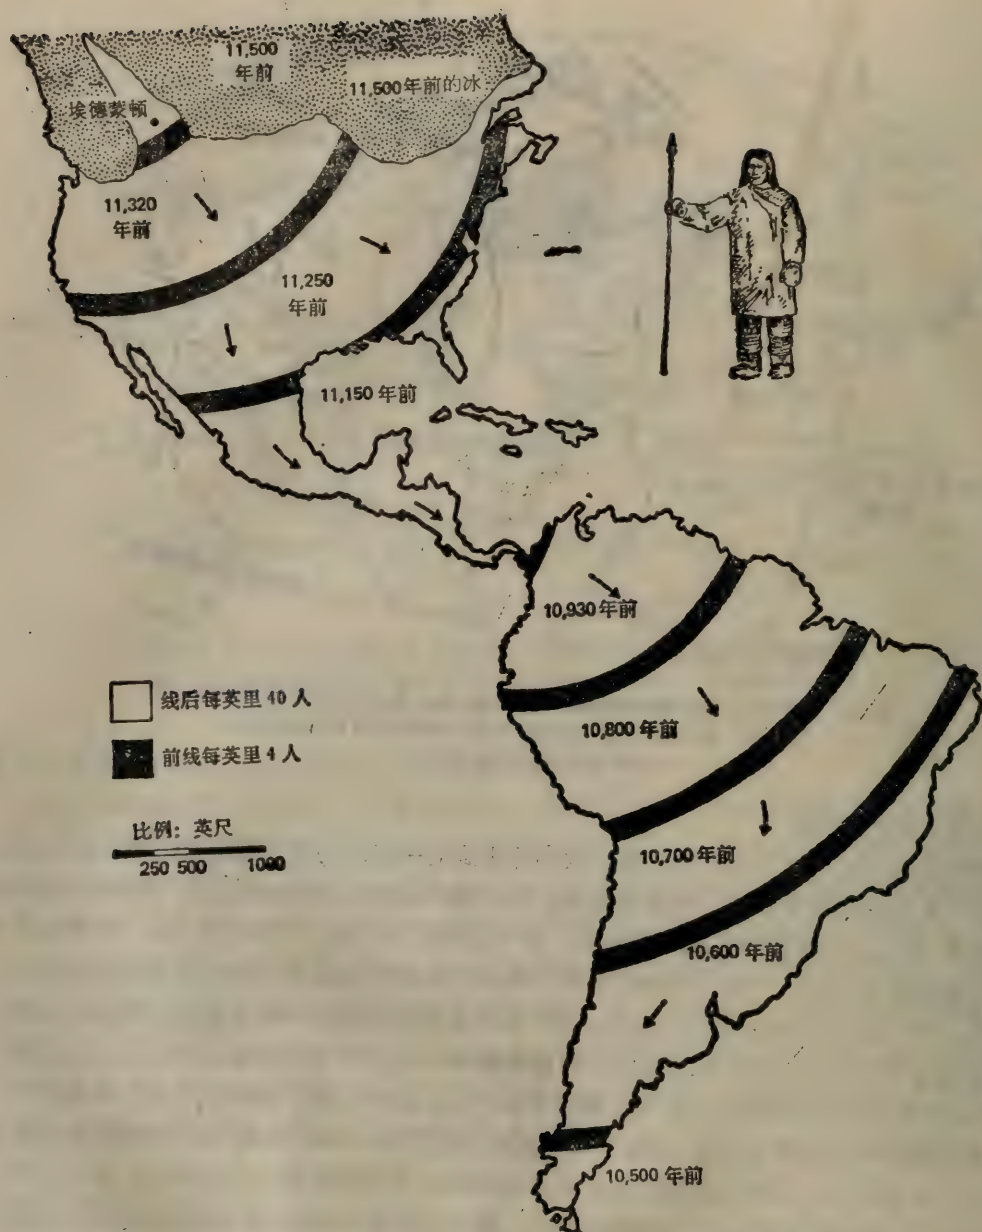 11,500
年前
11,500年前的冰
埃德蒙顿
11,320
年前
11,250
年前
11,150 年前
10,930 年前
线后每英里 40 人
10,800 年前
前线每英里 4 人
比例：英尺
250 500 1000
10,700 年前
10,600 年前
10,500 年前